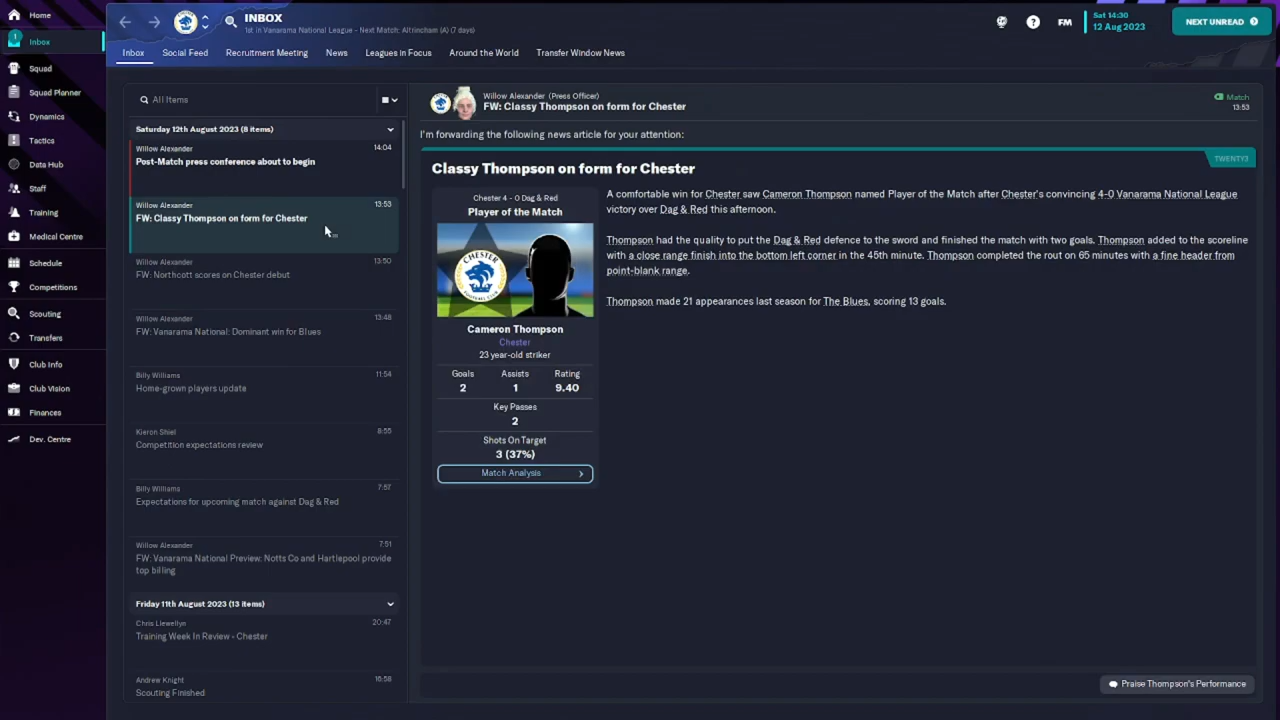 Home
Inbox
1
Squad
Squad Planner
Dynamics
Tactics
Data Hub
Staff
Training
Medical Centre
Schedule
Competitions
Scouting
Transfers
Club Info
Club Vision
Finances
Dev. Centre
INBOX
1st in Vanarama National League - Next Match: Altrincham (A) (7 days)
FM
Sat 14:30
12 Aug 2023
NEXT UNREAD
Inbox
Social Feed
Recruitment Meeting
News
Leagues in Focus
Around the World
Transfer Window News
All Items
Saturday 12th August 2023 (8 items)
Willow Alexander 14:04
Post-Match press conference about to begin
Willow Alexander 13:53
FW: Classy Thompson on form for Chester
Willow Alexander 13:50
FW: Northcott scores on Chester debut
Willow Alexander 13:48
FW: Vanarama National: Dominant win for Blues
Billy Williams 11:54
Home-grown players update
Kieron Shiel 8:55
Competition expectations review
Billy Williams 7:57
Expectations for upcoming match against Dag & Red
Willow Alexander 7:51
FW: Vanarama National Preview: Notts Co and Hartlepool provide
top billing
Friday 11th August 2023 (13 items)
Chris Llewellyn 20:47
Training Week In Review - Chester
Andrew Knight 16:58
Scouting Finished
Willow Alexander (Press Officer)
FW: Classy Thompson on form for Chester
Match
13:53
I'm forwarding the following news article for your attention:
TWENTY3
Classy Thompson on form for Chester
Chester 4 - 0 Dag & Red
Player of the Match
CHESTER
Cameron Thompson
Chester
23 year-old striker
Goals Assists Rating
2 1 9.40
Key Passes
2
Shots On Target
3 (37%)
Match Analysis
A comfortable win for Chester saw Cameron Thompson named Player of the Match after Chester's convincing 4-0 Vanarama National League
victory over Dag & Red this afternoon.
Thompson had the quality to put the Dag & Red defence to the sword and finished the match with two goals. Thompson added to the scoreline
with a close range finish into the bottom left corner in the 45th minute. Thompson completed the rout on 65 minutes with a fine header from
point-blank range.
Thompson made 21 appearances last season for The Blues, scoring 13 goals.
Praise Thompson's Performance